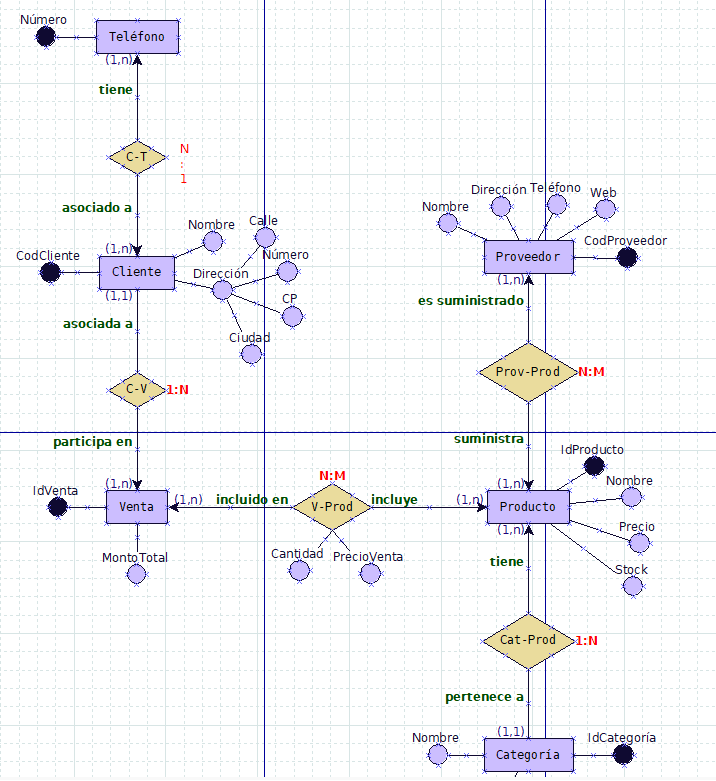 Número
Teléfono
(1,n)
tiene
C-T
N
:
1
asociado a
(1,n)
CodCliente
Cliente
Nombre
Calle
Número
Dirección
CP
Ciudad
(1,1)
asociada a
C-V
1:N
participa en
(1,n)
IdVenta
Venta
MontoTotal
(1,n)
incluido en
N:M
V-Prod
Cantidad
PrecioVenta
incluye
(1,n)
Nombre
Dirección
Teléfono
Web
CodProveedor
Proveedor
(1,n)
es suministrado
Prov-Prod
N:M
suministra
(1,n)
IdProducto
Nombre
Producto
Precio
Stock
(1,n)
tiene
Cat-Prod
1:N
pertenece a
(1,1)
Nombre
Categoría
IdCategoría